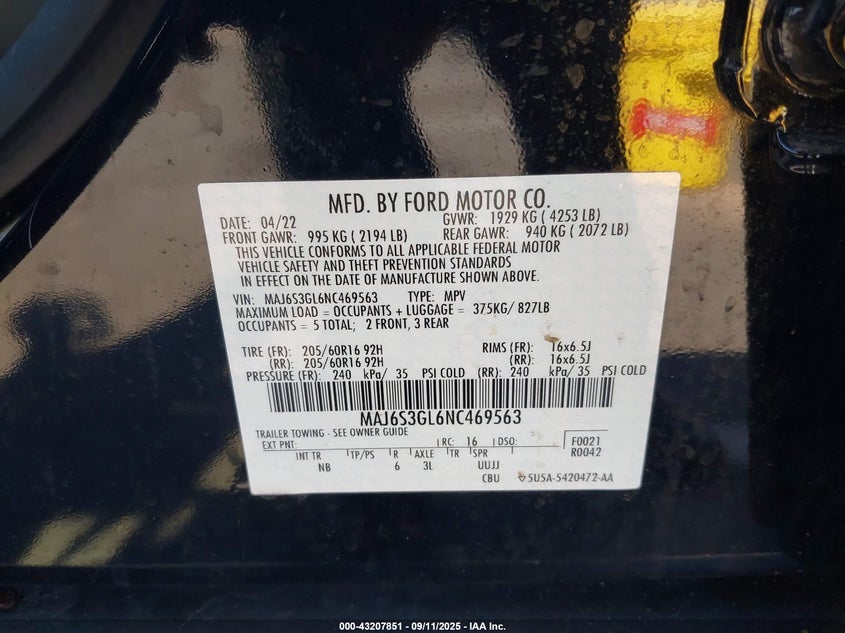 MFD. BY FORD MOTOR CO.
DATE: 04/22 GVWR: 1929 KG ( 4253 LB)
FRONT GAWR: 995 KG ( 2194 LB) REAR GAWR: 940 KG ( 2072 LB)
THIS VEHICLE CONFORMS TO ALL APPLICABLE FEDERAL MOTOR
VEHICLE SAFETY AND THEFT PREVENTION STANDARDS
IN EFFECT ON THE DATE OF MANUFACTURE SHOWN ABOVE.
VIN: MAJ6S3GL6NC469563 TYPE: MPV
MAXIMUM LOAD = OCCUPANTS + LUGGAGE = 375KG/ 827LB
OCCUPANTS = 5 TOTAL; 2 FRONT, 3 REAR
TIRE (FR): 205/60R16 92H RIMS (FR): 16x6.5J
(RR): 205/60R16 92H (RR): 16x6.5J
PRESSURE (FR): 240 kPa/ 35 PSI COLD (RR): 240 kPa/ 35 PSI COLD
MAJ6S3GL6NC469563
TRAILER TOWING - SEE OWNER GUIDE
EXT PNT: RC: 16 DSO: F0021
R0042
INT TR TP/PS R AXLE TR SPR
NB 6 3L UUJJ
CBU 5U5A-5420472-AA
000-43207851 - 09/11/2025 - IAA Inc.